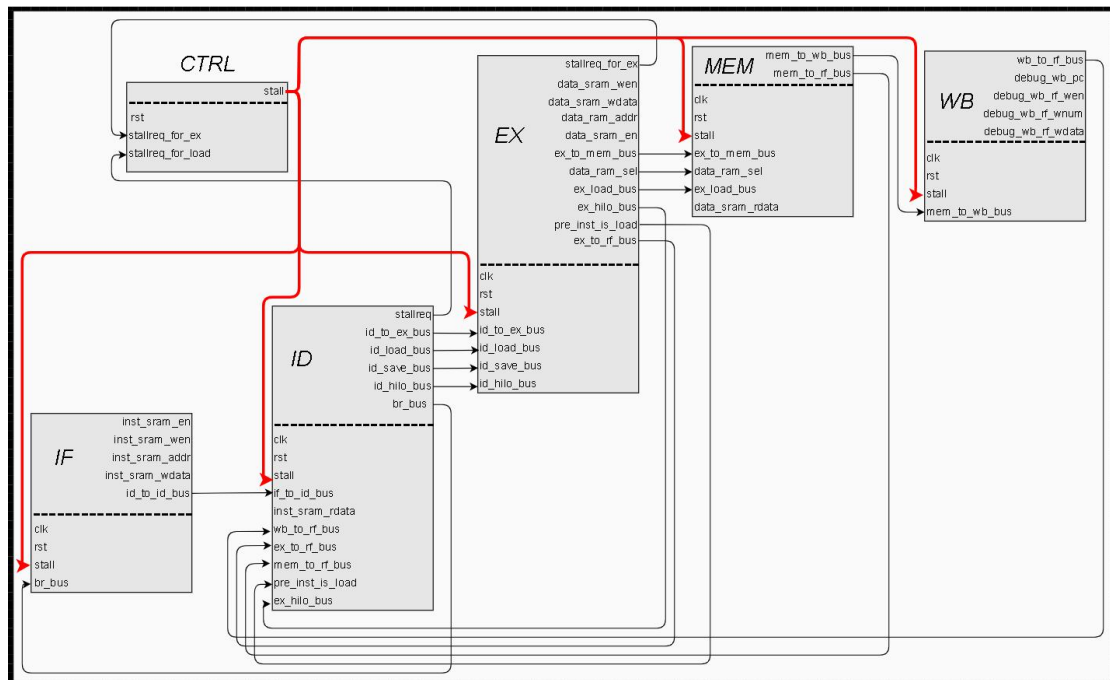 CTRL
stall
rst
stallreq_for_ex
stallreq_for_load
IF
inst_sram_en
inst_sram_wen
inst_sram_addr
inst_sram_wdata
id_to_id_bus
clk
rst
stall
br_bus
ID
stallreq
id_to_ex_bus
id_load_bus
id_save_bus
id_hilo_bus
br_bus
clk
rst
stall
if_to_id_bus
inst_sram_rdata
wb_to_rf_bus
ex_to_rf_bus
mem_to_rf_bus
pre_inst_is_load
ex_hilo_bus
EX
stallreq_for_ex
data_sram_wen
data_sram_wdata
data_ram_addr
data_sram_en
ex_to_mem_bus
data_ram_sel
ex_load_bus
ex_hilo_bus
pre_inst_is_load
ex_to_rf_bus
clk
rst
stall
id_to_ex_bus
id_load_bus
id_save_bus
id_hilo_bus
MEM
mem_to_wb_bus
mem_to_rf_bus
clk
rst
stall
ex_to_mem_bus
data_ram_sel
ex_load_bus
data_sram_rdata
WB
wb_to_rf_bus
debug_wb_pc
debug_wb_rf_wen
debug_wb_rf_wnum
debug_wb_rf_wdata
clk
rst
stall
mem_to_wb_bus